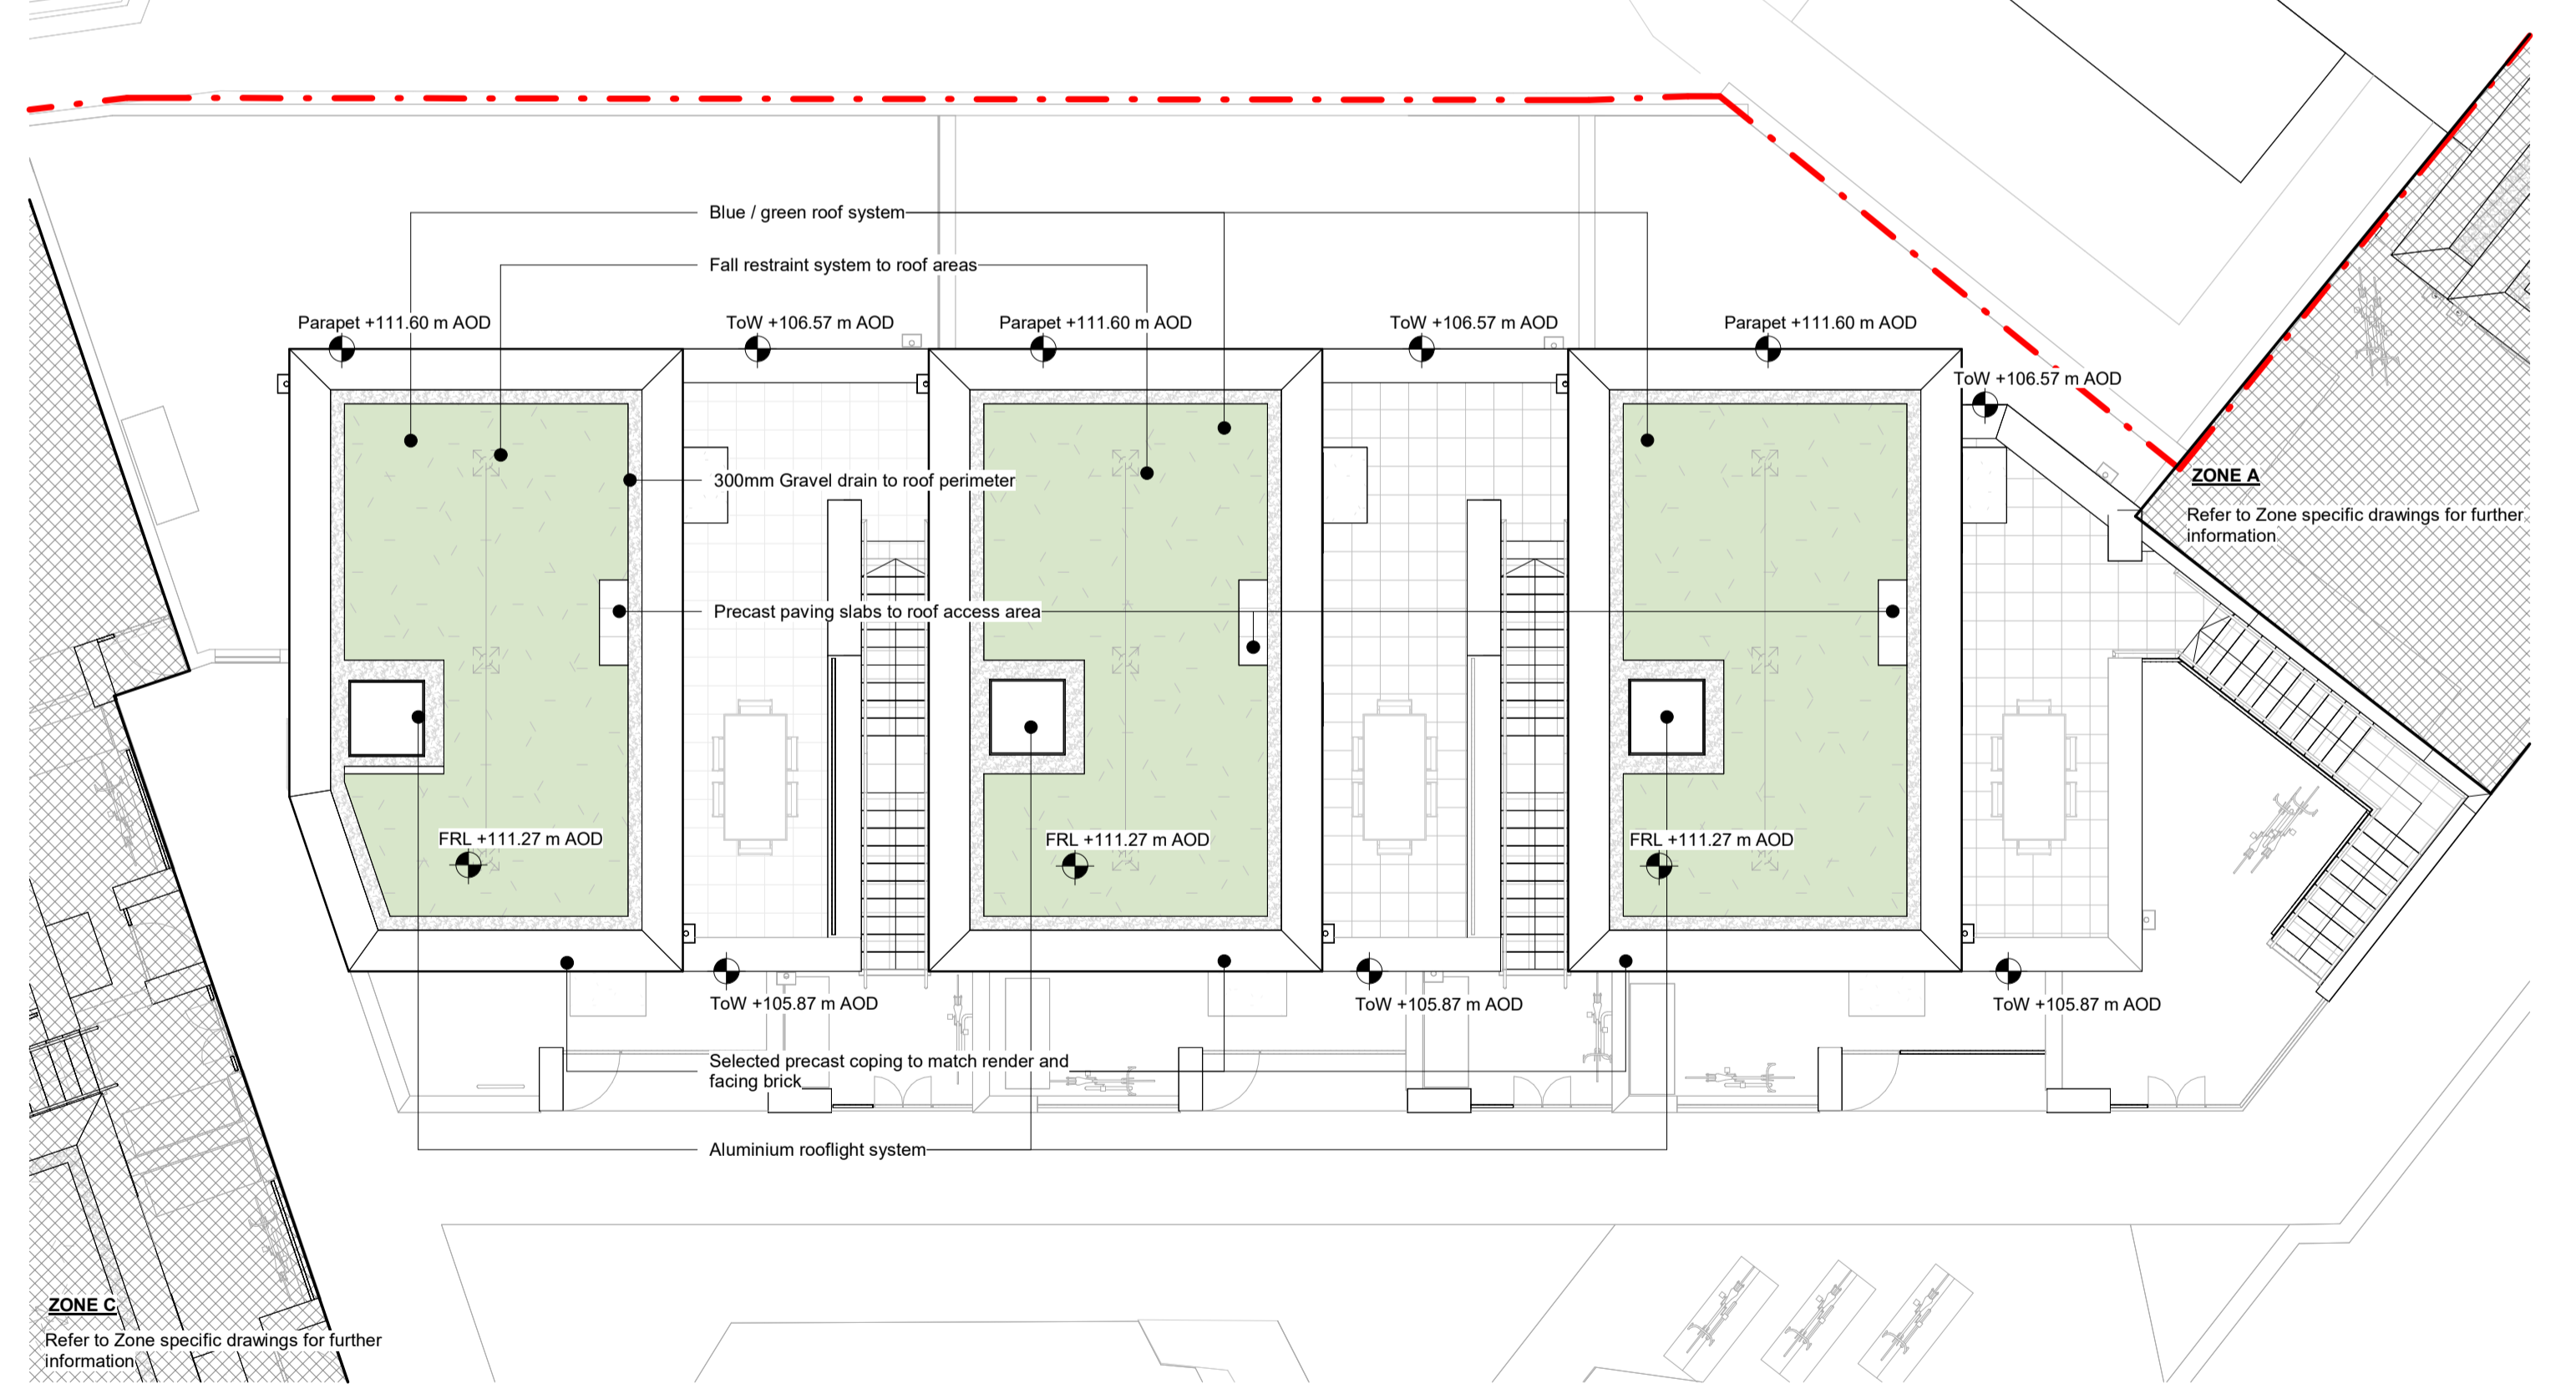 Blue / green roof system
Fall restraint system to roof areas
Parapet +111.60 m AOD
ToW +106.57 m AOD
Parapet +111.60 m AOD
ToW +106.57 m AOD
Parapet +111.60 m AOD
ToW +106.57 m AOD
ZONE A
Refer to Zone specific drawings for further
information
300mm Gravel drain to roof perimeter
Precast paving slabs to roof access area
FRL +111.27 m AOD
FRL +111.27 m AOD
FRL +111.27 m AOD
ToW +105.87 m AOD
ToW +105.87 m AOD
ToW +105.87 m AOD
Selected precast coping to match render and
facing brick
Aluminium rooflight system
ZONE C
Refer to Zone specific drawings for further
information